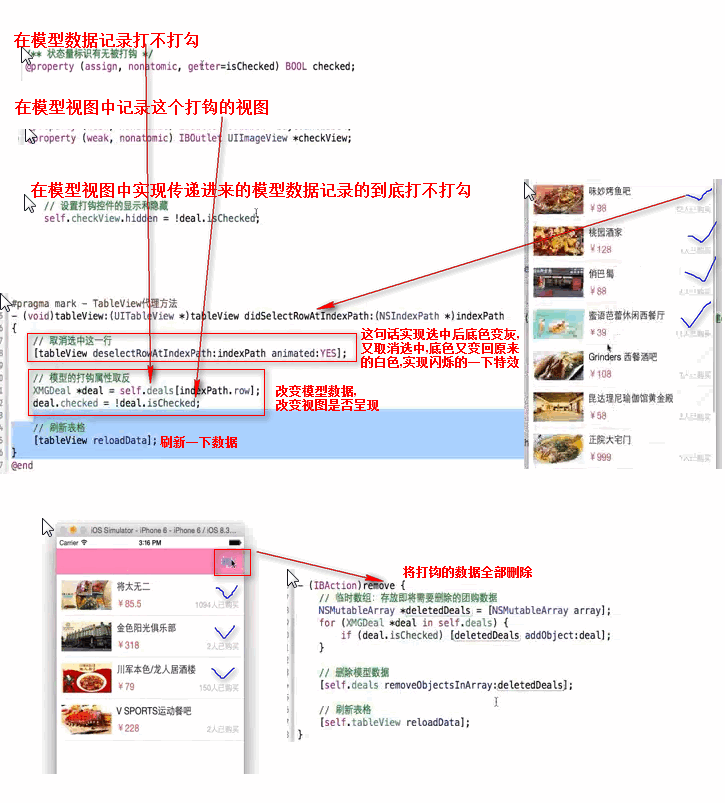 在模型数据记录打不打勾
/** 状态量标识有无被打钩 */
@property (assign, nonatomic, getter=isChecked) BOOL checked;
在模型视图中记录这个打钩的视图
@property (weak, nonatomic) IBOutlet UIImageView *checkView;
在模型视图中实现传递进来的模型数据记录的到底打不打勾
// 设置打钩控件的显示和隐藏
self.checkView.hidden = !deal.isChecked;
味妙烤鱼吧
￥98
桃园酒家
￥128
俏巴蜀
￥88
蜜语芭蕾休闲西餐厅
￥39
Grinders 西餐酒吧
￥108
昆达理尼瑜伽馆黄金殿
￥58
正院大宅门
￥999
#pragma mark - TableView代理方法
- (void)tableView:(UITableView *)tableView didSelectRowAtIndexPath:(NSIndexPath *)indexPath
{
// 取消选中这一行
[tableView deselectRowAtIndexPath:indexPath animated:YES];
这句话实现选中后底色变灰,
又取消选中,底色又变回原来
的白色,实现闪烁的一下特效
// 模型的打钩属性取反
XMGDeal *deal = self.deals[indexPath.row];
deal.checked = !deal.isChecked;
改变模型数据,
改变视图是否呈现
// 刷新表格
[tableView reloadData];
刷新一下数据
}
@end
iOS Simulator - iPhone 6 - iPhone 6 / iOS 8.3...
Carrier
3:16 PM
将太无二
￥85.5
1094人已购买
金色阳光俱乐部
￥318
2人已购买
川军本色/龙人居酒楼
￥79
150人已购买
V SPORTS运动餐吧
￥228
2人已购买
将打钩的数据全部删除
- (IBAction)remove {
// 临时数组：存放即将需要删除的团购数据
NSMutableArray *deletedDeals = [NSMutableArray array];
for (XMGDeal *deal in self.deals) {
if (deal.isChecked) [deletedDeals addObject:deal];
}
// 删除模型数据
[self.deals removeObjectsInArray:deletedDeals];
// 刷新表格
[self.tableView reloadData];
}